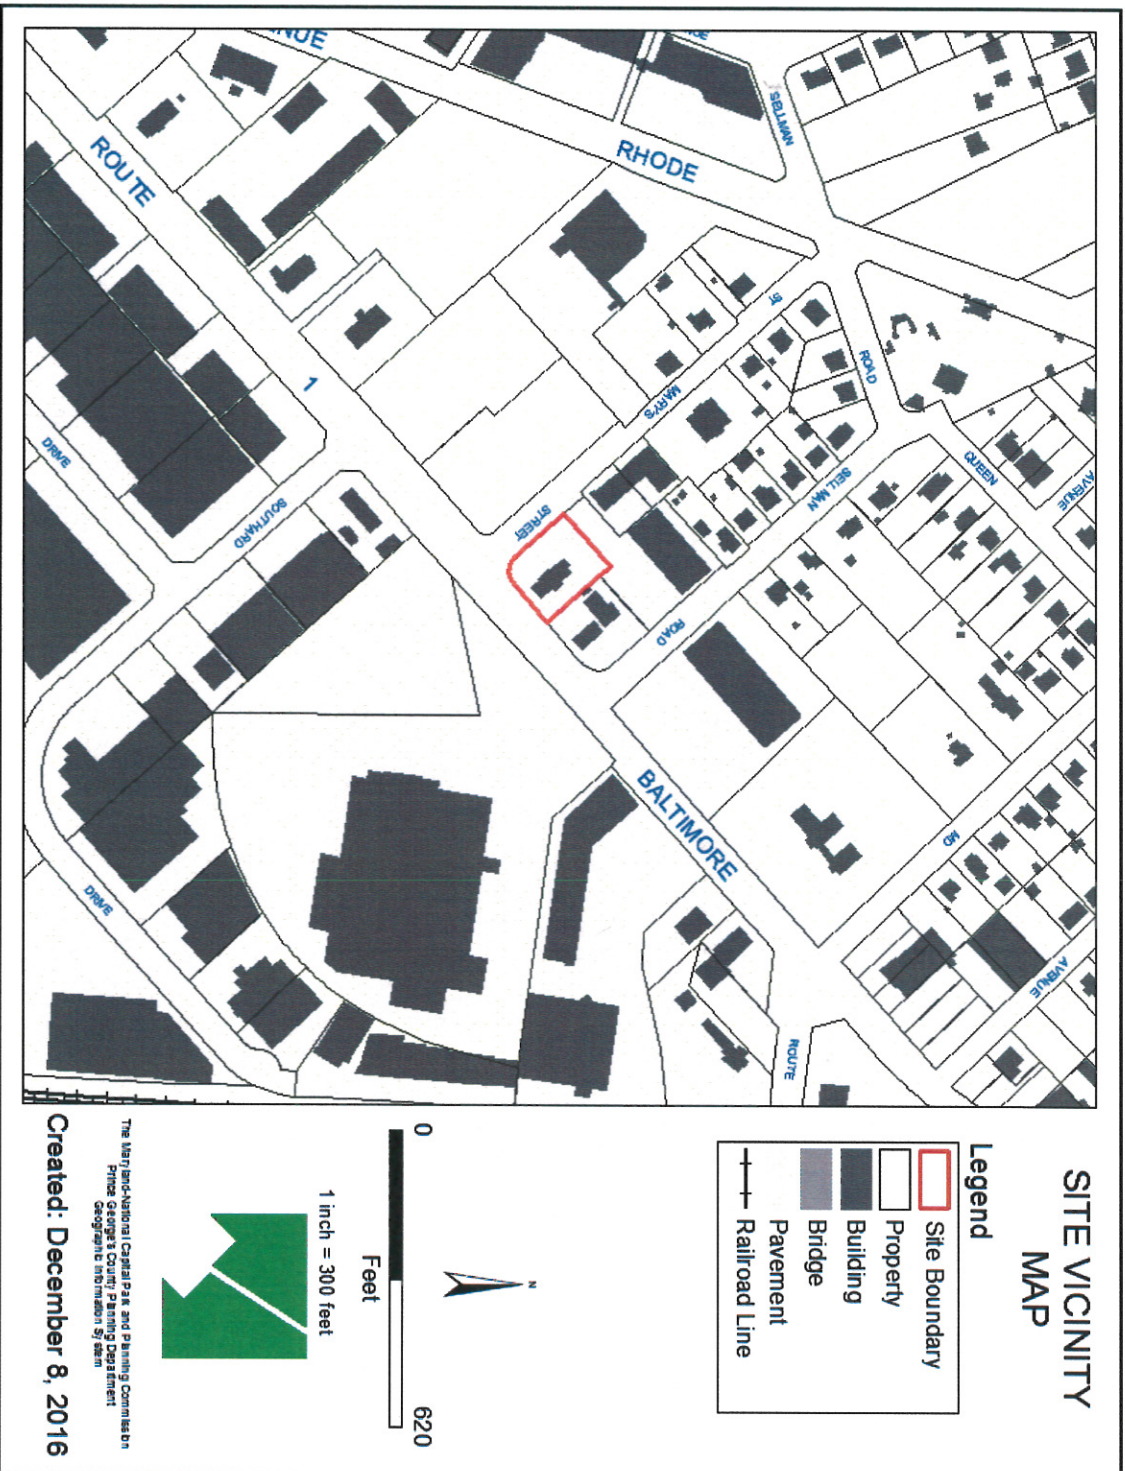 SITE VICINITY
MAP
Legend
Site Boundary
Property
Building
Bridge
Pavement
Railroad Line
N
0
620
Feet
1 inch = 300 feet
The Maryland-National Capital Park and Planning Commission
Prince George's County Planning Department
Geographic Information System
Created: December 8, 2016
NUE
RHODE
SELLMAN
ROUTE
1
ST
MARY'S
STREET
ROAD
SELLMAN
ROAD
QUEEN
AVENUE
AVENUE
DRIVE
SOUTHARD
BALTIMORE
MD
AVENUE
ROUTE
DRIVE